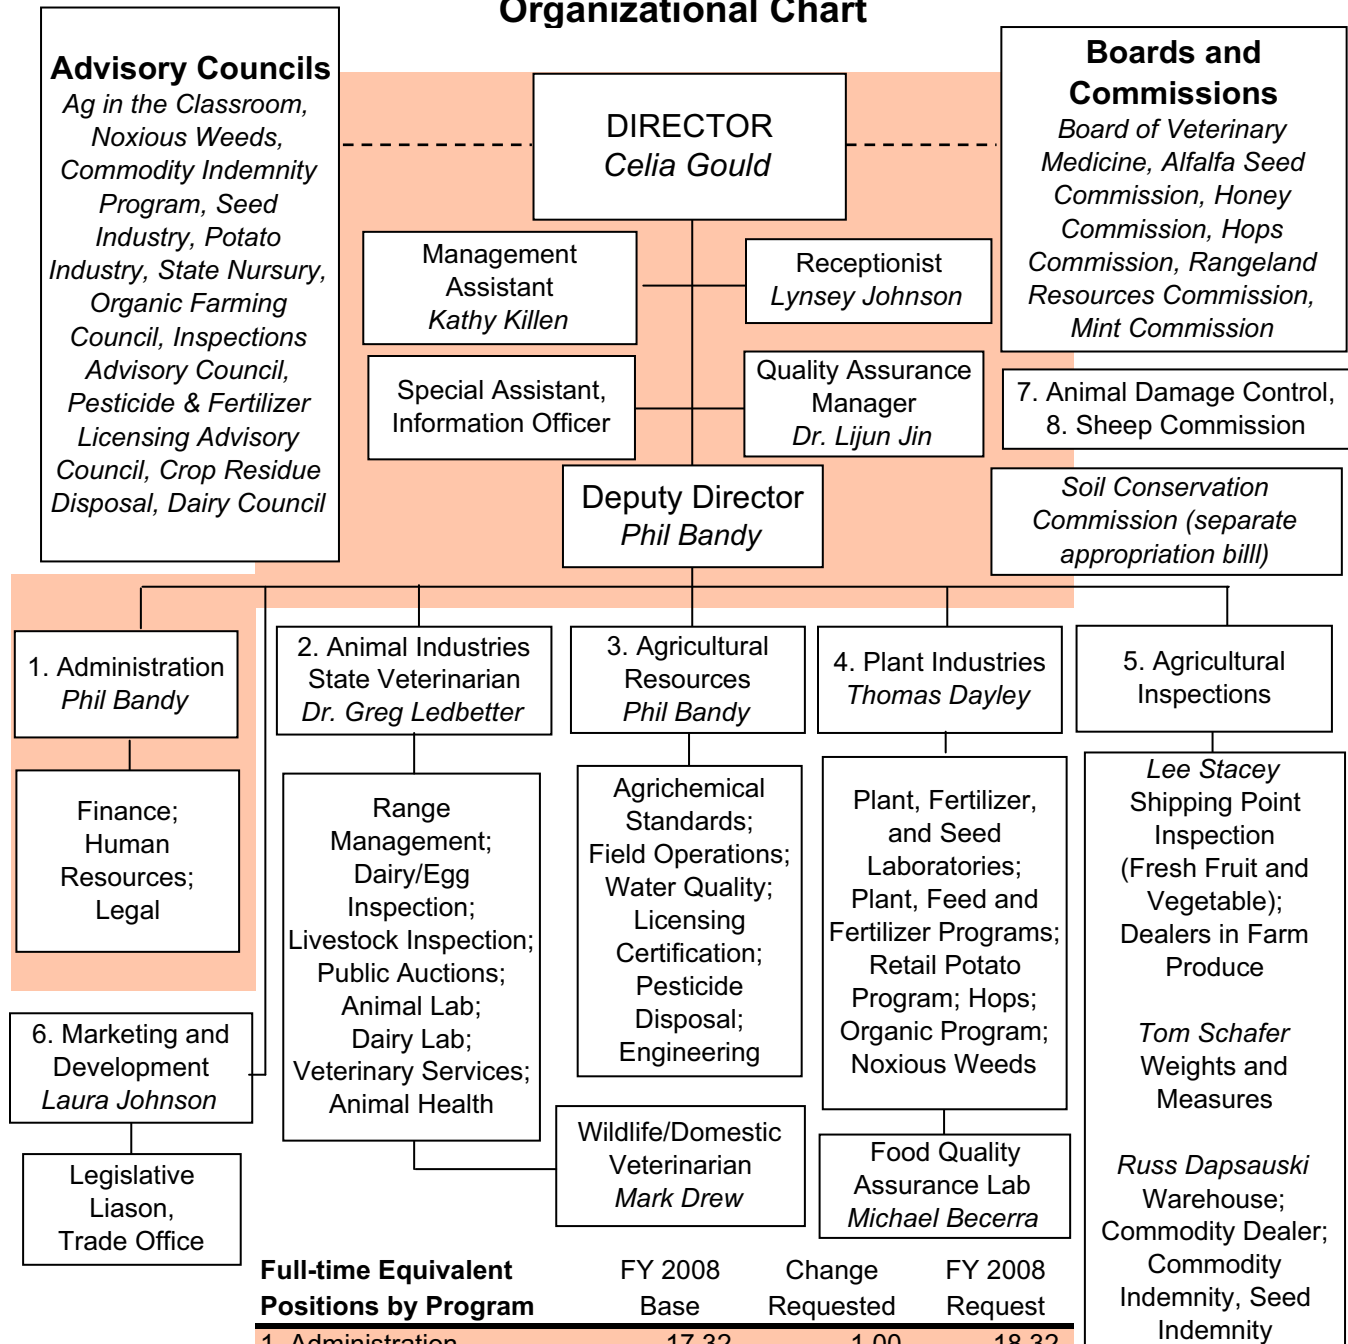 Organizational Chart
Advisory Councils
Ag in the Classroom,
Noxious Weeds,
Commodity Indemnity
Program, Seed
Industry, Potato
Industry, State Nursury,
Organic Farming
Council, Inspections
Advisory Council,
Pesticide & Fertilizer
Licensing Advisory
Council, Crop Residue
Disposal, Dairy Council
DIRECTOR
Celia Gould
Boards and
Commissions
Board of Veterinary
Medicine, Alfalfa Seed
Commission, Honey
Commission, Hops
Commission, Rangeland
Resources Commission,
Mint Commission
Management
Assistant
Kathy Killen
Receptionist
Lynsey Johnson
Special Assistant,
Information Officer
Quality Assurance
Manager
Dr. Lijun Jin
7. Animal Damage Control,
8. Sheep Commission
Deputy Director
Phil Bandy
Soil Conservation
Commission (separate
appropriation billl)
1. Administration
Phil Bandy
2. Animal Industries
State Veterinarian
Dr. Greg Ledbetter
3. Agricultural
Resources
Phil Bandy
4. Plant Industries
Thomas Dayley
5. Agricultural
Inspections
Finance;
Human
Resources;
Legal
Range
Management;
Dairy/Egg
Inspection;
Livestock Inspection;
Public Auctions;
Animal Lab;
Dairy Lab;
Veterinary Services;
Animal Health
Agrichemical
Standards;
Field Operations;
Water Quality;
Licensing
Certification;
Pesticide
Disposal;
Engineering
Plant, Fertilizer,
and Seed
Laboratories;
Plant, Feed and
Fertilizer Programs;
Retail Potato
Program; Hops;
Organic Program;
Noxious Weeds
Lee Stacey
Shipping Point
Inspection
(Fresh Fruit and
Vegetable);
Dealers in Farm
Produce
Tom Schafer
Weights and
Measures
Russ Dapsauski
Warehouse;
Commodity Dealer;
Commodity
Indemnity, Seed
Indemnity
6. Marketing and
Development
Laura Johnson
Legislative
Liason,
Trade Office
Wildlife/Domestic
Veterinarian
Mark Drew
Food Quality
Assurance Lab
Michael Becerra
Full-time Equivalent FY 2008 Change FY 2008
Positions by Program Base Requested Request
1. Administration 17.32 1.00 18.32